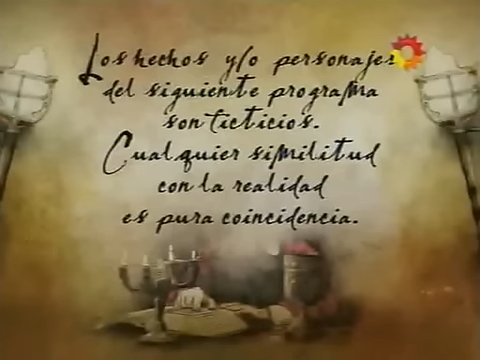 Los hechos y/o personajes
del siguiente programa
son ficticios.
Cualquier similitud
con la realidad
es pura coincidencia.